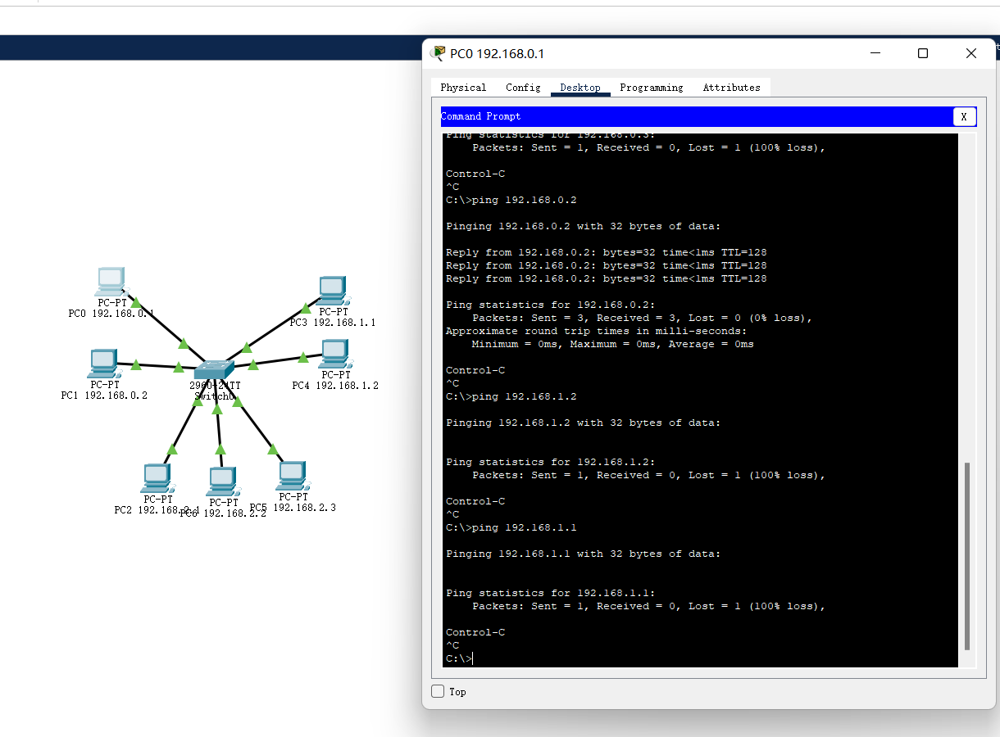 PC0 192.168.0.1
Physical Config Desktop Programming Attributes
Command Prompt
X
Ping statistics for 192.168.0.3:
    Packets: Sent = 1, Received = 0, Lost = 1 (100% loss),
Control-C
^C
C:\>ping 192.168.0.2
Pinging 192.168.0.2 with 32 bytes of data:
Reply from 192.168.0.2: bytes=32 time<1ms TTL=128
Reply from 192.168.0.2: bytes=32 time<1ms TTL=128
Reply from 192.168.0.2: bytes=32 time<1ms TTL=128
Ping statistics for 192.168.0.2:
    Packets: Sent = 3, Received = 3, Lost = 0 (0% loss),
Approximate round trip times in milli-seconds:
    Minimum = 0ms, Maximum = 0ms, Average = 0ms
Control-C
^C
C:\>ping 192.168.1.2
Pinging 192.168.1.2 with 32 bytes of data:
Ping statistics for 192.168.1.2:
    Packets: Sent = 1, Received = 0, Lost = 1 (100% loss),
Control-C
^C
C:\>ping 192.168.1.1
Pinging 192.168.1.1 with 32 bytes of data:
Ping statistics for 192.168.1.1:
    Packets: Sent = 1, Received = 0, Lost = 1 (100% loss),
Control-C
^C
C:\>
Top
PC-PT
PC0 192.168.0.1
PC-PT
PC3 192.168.1.1
PC-PT
PC1 192.168.0.2
2960-24TT
Switch0
PC-PT
PC4 192.168.1.2
PC-PT
PC2 192.168.2.1
PC-PT
PC6 192.168.2.2
PC-PT
PC5 192.168.2.3